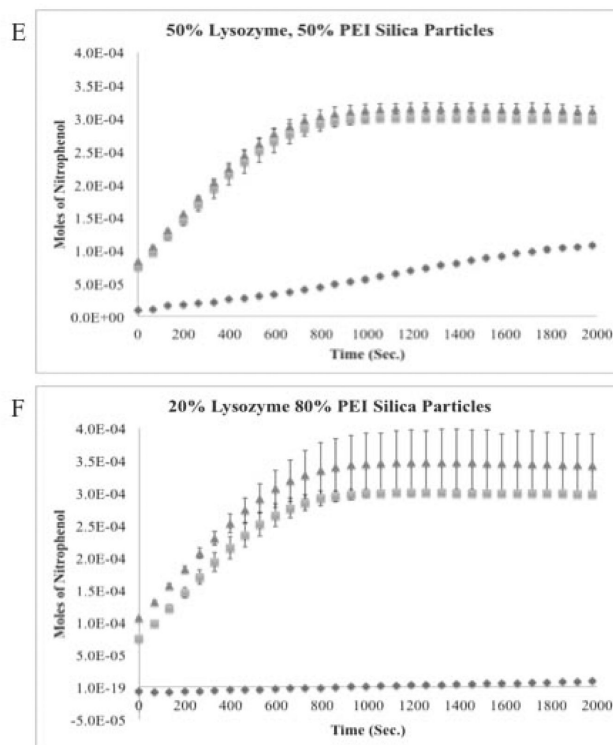 E
50% Lysozyme, 50% PEI Silica Particles
4.0E-04
3.5E-04
3.0E-04
2.5E-04
2.0E-04
1.5E-04
1.0E-04
5.0E-05
0.0E+00
Moles of Nitrophenol
0 200 400 600 800 1000 1200 1400 1600 1800 2000
Time (Sec.)
F
20% Lysozyme 80% PEI Silica Particles
4.0E-04
3.5E-04
3.0E-04
2.5E-04
2.0E-04
1.5E-04
1.0E-04
5.0E-05
1.0E-19
-5.0E-05
Moles of Nitrophenol
0 200 400 600 800 1000 1200 1400 1600 1800 2000
Time (Sec.)